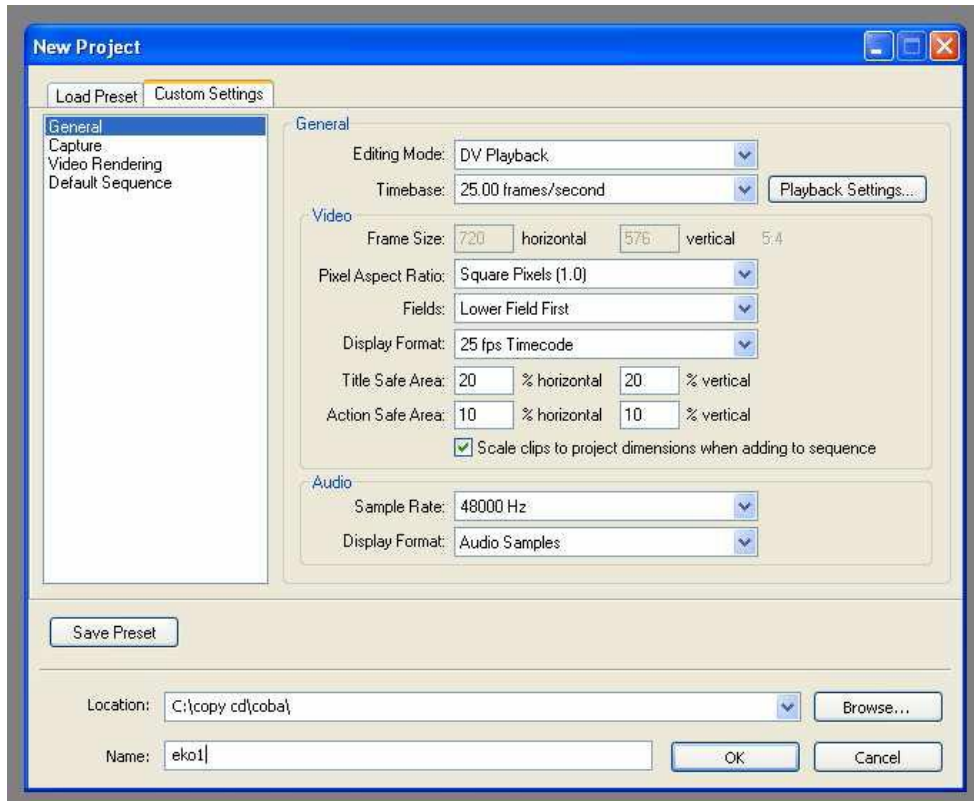 New Project
Load Preset Custom Settings
General
Capture
Video Rendering
Default Sequence
General
Editing Mode: DV Playback
Timebase: 25.00 frames/second Playback Settings...
Video
Frame Size: 720 horizontal 576 vertical 5:4
Pixel Aspect Ratio: Square Pixels (1.0)
Fields: Lower Field First
Display Format: 25 fps Timecode
Title Safe Area: 20 % horizontal 20 % vertical
Action Safe Area: 10 % horizontal 10 % vertical
Scale clips to project dimensions when adding to sequence
Audio
Sample Rate: 48000 Hz
Display Format: Audio Samples
Save Preset
Location: C:\copy cd\coba\ Browse...
Name: eko1 OK Cancel